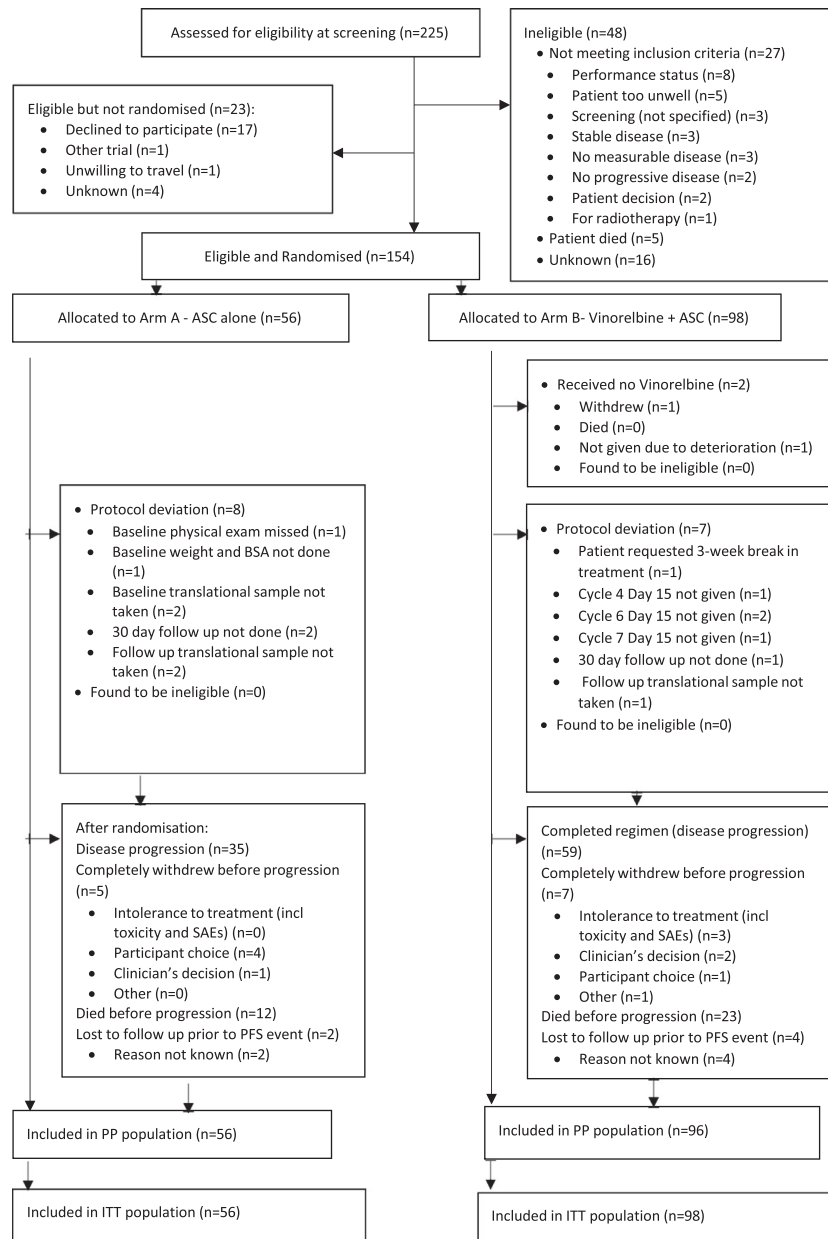 Assessed for eligibility at screening (n=225)
Ineligible (n=48)
• Not meeting inclusion criteria (n=27)
• Performance status (n=8)
• Patient too unwell (n=5)
• Screening (not specified) (n=3)
• Stable disease (n=3)
• No measurable disease (n=3)
• No progressive disease (n=2)
• Patient decision (n=2)
• For radiotherapy (n=1)
• Patient died (n=5)
• Unknown (n=16)
Eligible but not randomised (n=23):
• Declined to participate (n=17)
• Other trial (n=1)
• Unwilling to travel (n=1)
• Unknown (n=4)
Eligible and Randomised (n=154)
Allocated to Arm A - ASC alone (n=56)
Allocated to Arm B- Vinorelbine + ASC (n=98)
• Received no Vinorelbine (n=2)
• Withdrew (n=1)
• Died (n=0)
• Not given due to deterioration (n=1)
• Found to be ineligible (n=0)
• Protocol deviation (n=8)
• Baseline physical exam missed (n=1)
• Baseline weight and BSA not done
(n=1)
• Baseline translational sample not
taken (n=2)
• 30 day follow up not done (n=2)
• Follow up translational sample not
taken (n=2)
• Found to be ineligible (n=0)
• Protocol deviation (n=7)
• Patient requested 3-week break in
treatment (n=1)
• Cycle 4 Day 15 not given (n=1)
• Cycle 6 Day 15 not given (n=2)
• Cycle 7 Day 15 not given (n=1)
• 30 day follow up not done (n=1)
• Follow up translational sample not
taken (n=1)
• Found to be ineligible (n=0)
After randomisation:
Disease progression (n=35)
Completely withdrew before progression
(n=5)
• Intolerance to treatment (incl
toxicity and SAEs) (n=0)
• Participant choice (n=4)
• Clinician's decision (n=1)
• Other (n=0)
Died before progression (n=12)
Lost to follow up prior to PFS event (n=2)
• Reason not known (n=2)
Completed regimen (disease progression)
(n=59)
Completely withdrew before progression
(n=7)
• Intolerance to treatment (incl
toxicity and SAEs) (n=3)
• Clinician's decision (n=2)
• Participant choice (n=1)
• Other (n=1)
Died before progression (n=23)
Lost to follow up prior to PFS event (n=4)
• Reason not known (n=4)
Included in PP population (n=56)
Included in PP population (n=96)
Included in ITT population (n=56)
Included in ITT population (n=98)